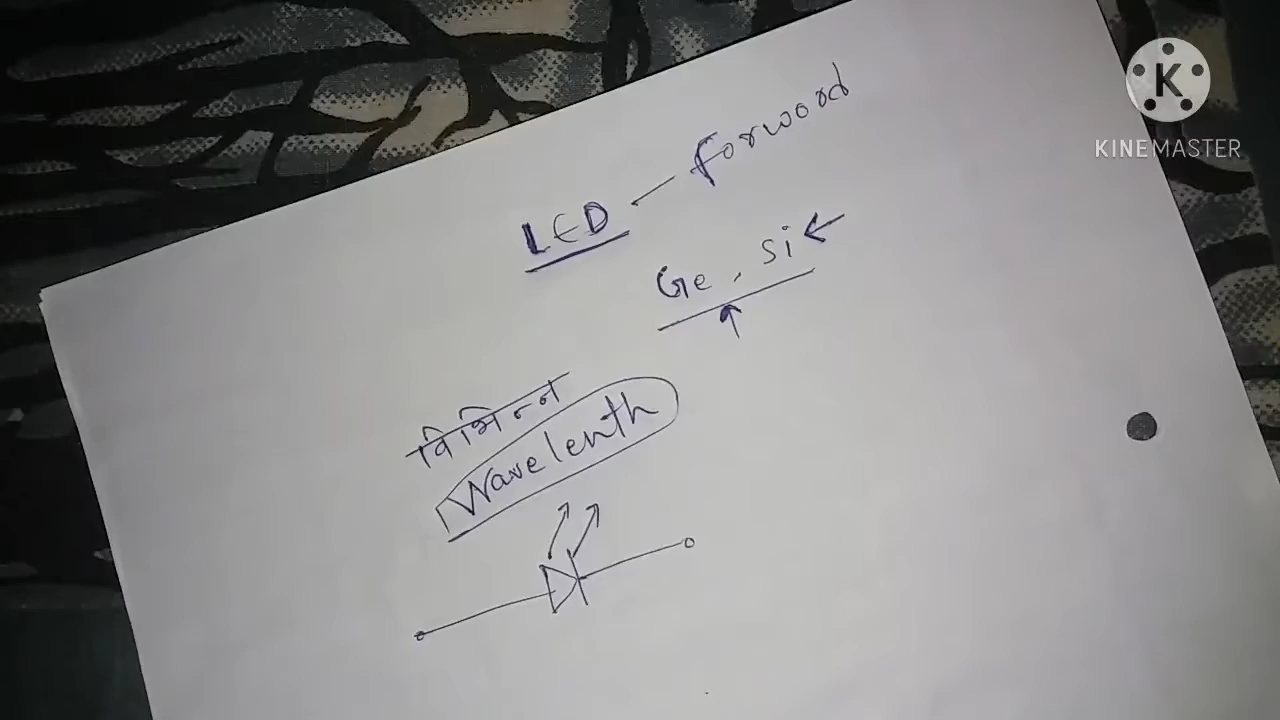 LED — forword
Ge, Si ←
विभिन्न
Wavelenth
K
KINEMASTER